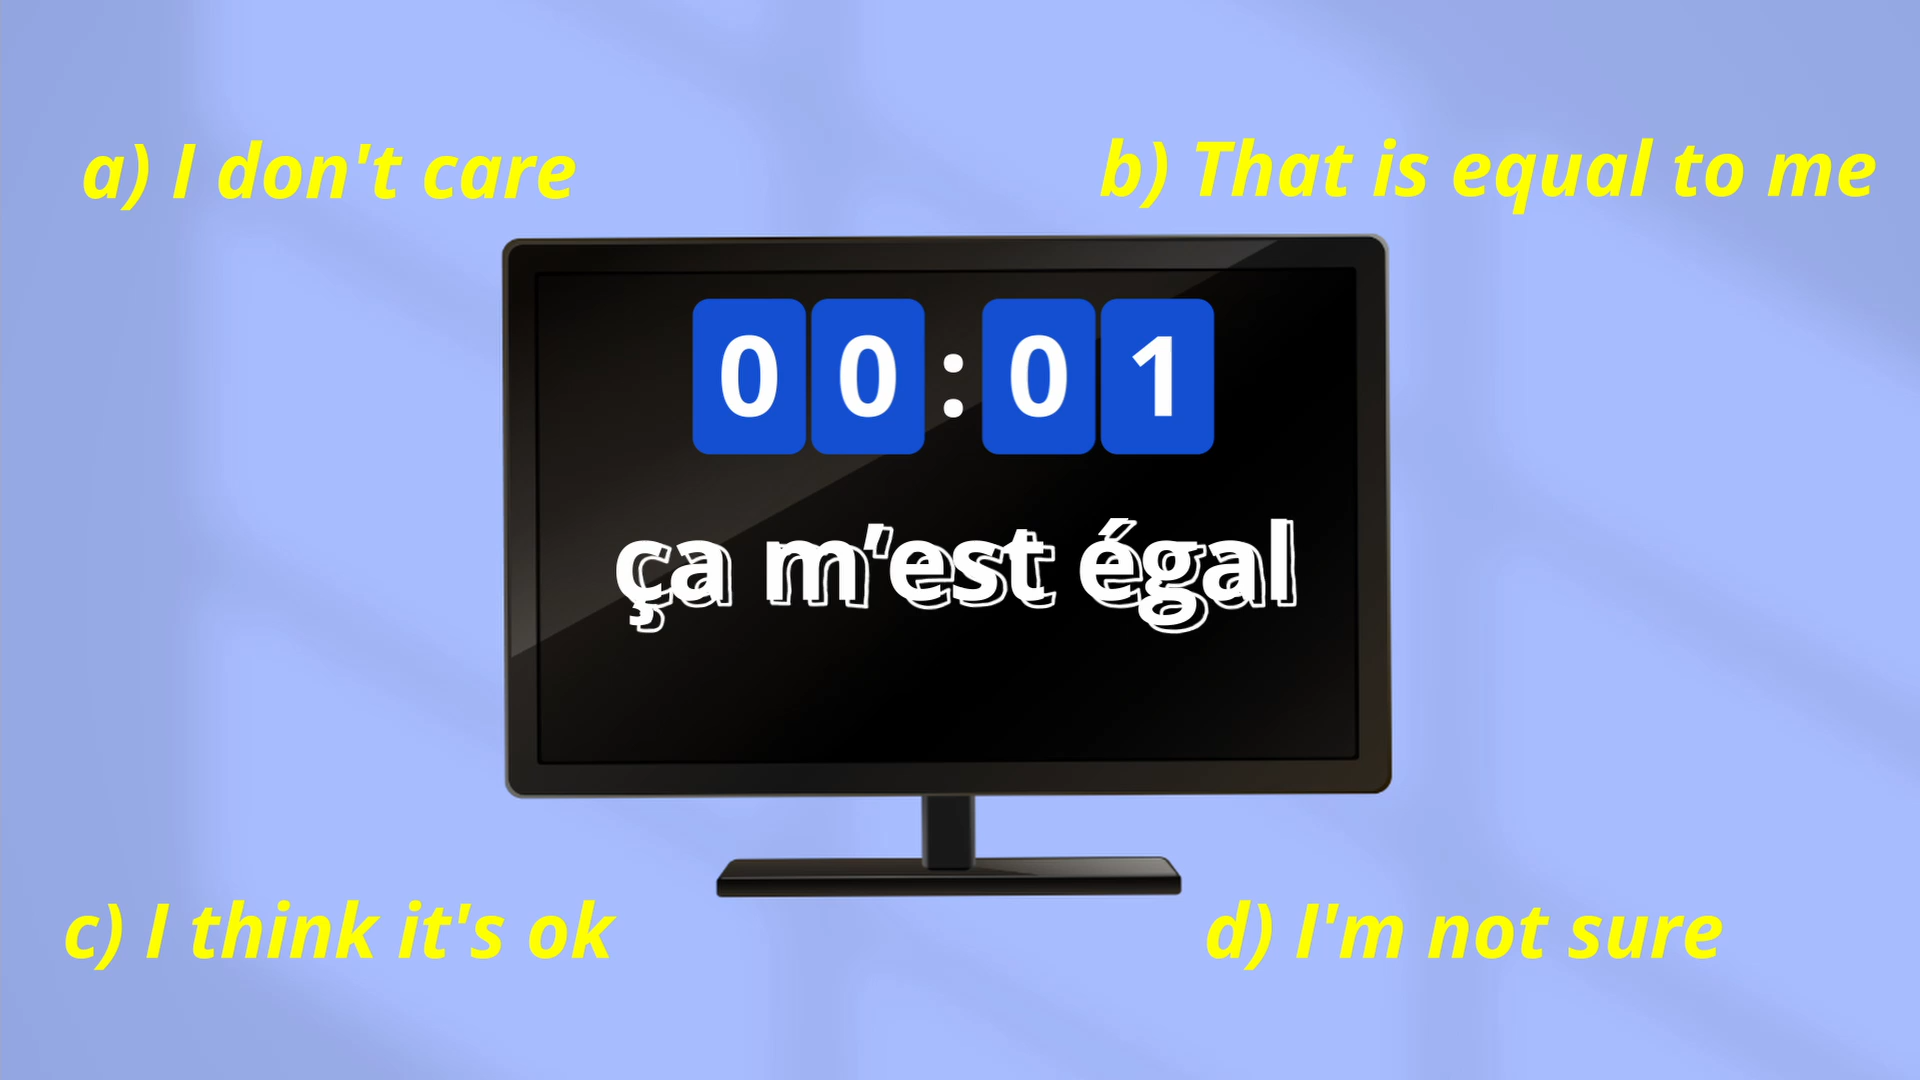 a) I don't care
b) That is equal to me
00:01
ça m'est égal
c) I think it's ok
d) I'm not sure